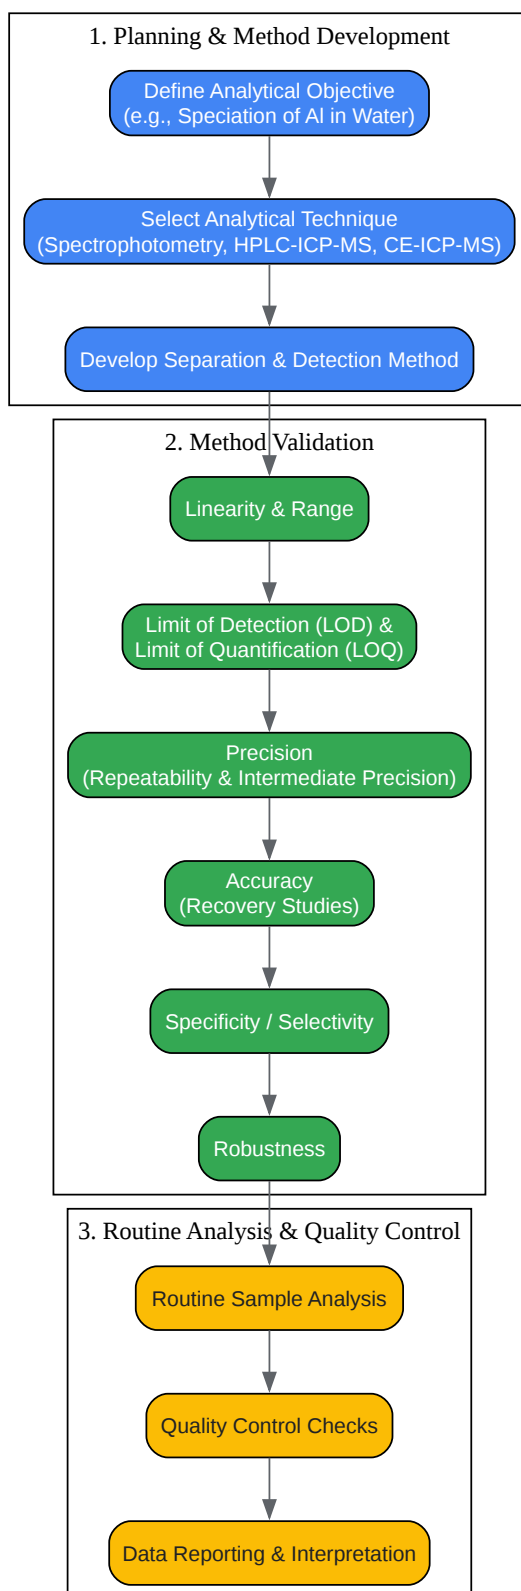 1. Planning & Method Development
Define Analytical Objective
(e.g., Speciation of Al in Water)
Select Analytical Technique
(Spectrophotometry, HPLC-ICP-MS, CE-ICP-MS)
Develop Separation & Detection Method
2. Method Validation
Linearity & Range
Limit of Detection (LOD) &
Limit of Quantification (LOQ)
Precision
(Repeatability & Intermediate Precision)
Accuracy
(Recovery Studies)
Specificity / Selectivity
Robustness
3. Routine Analysis & Quality Control
Routine Sample Analysis
Quality Control Checks
Data Reporting & Interpretation